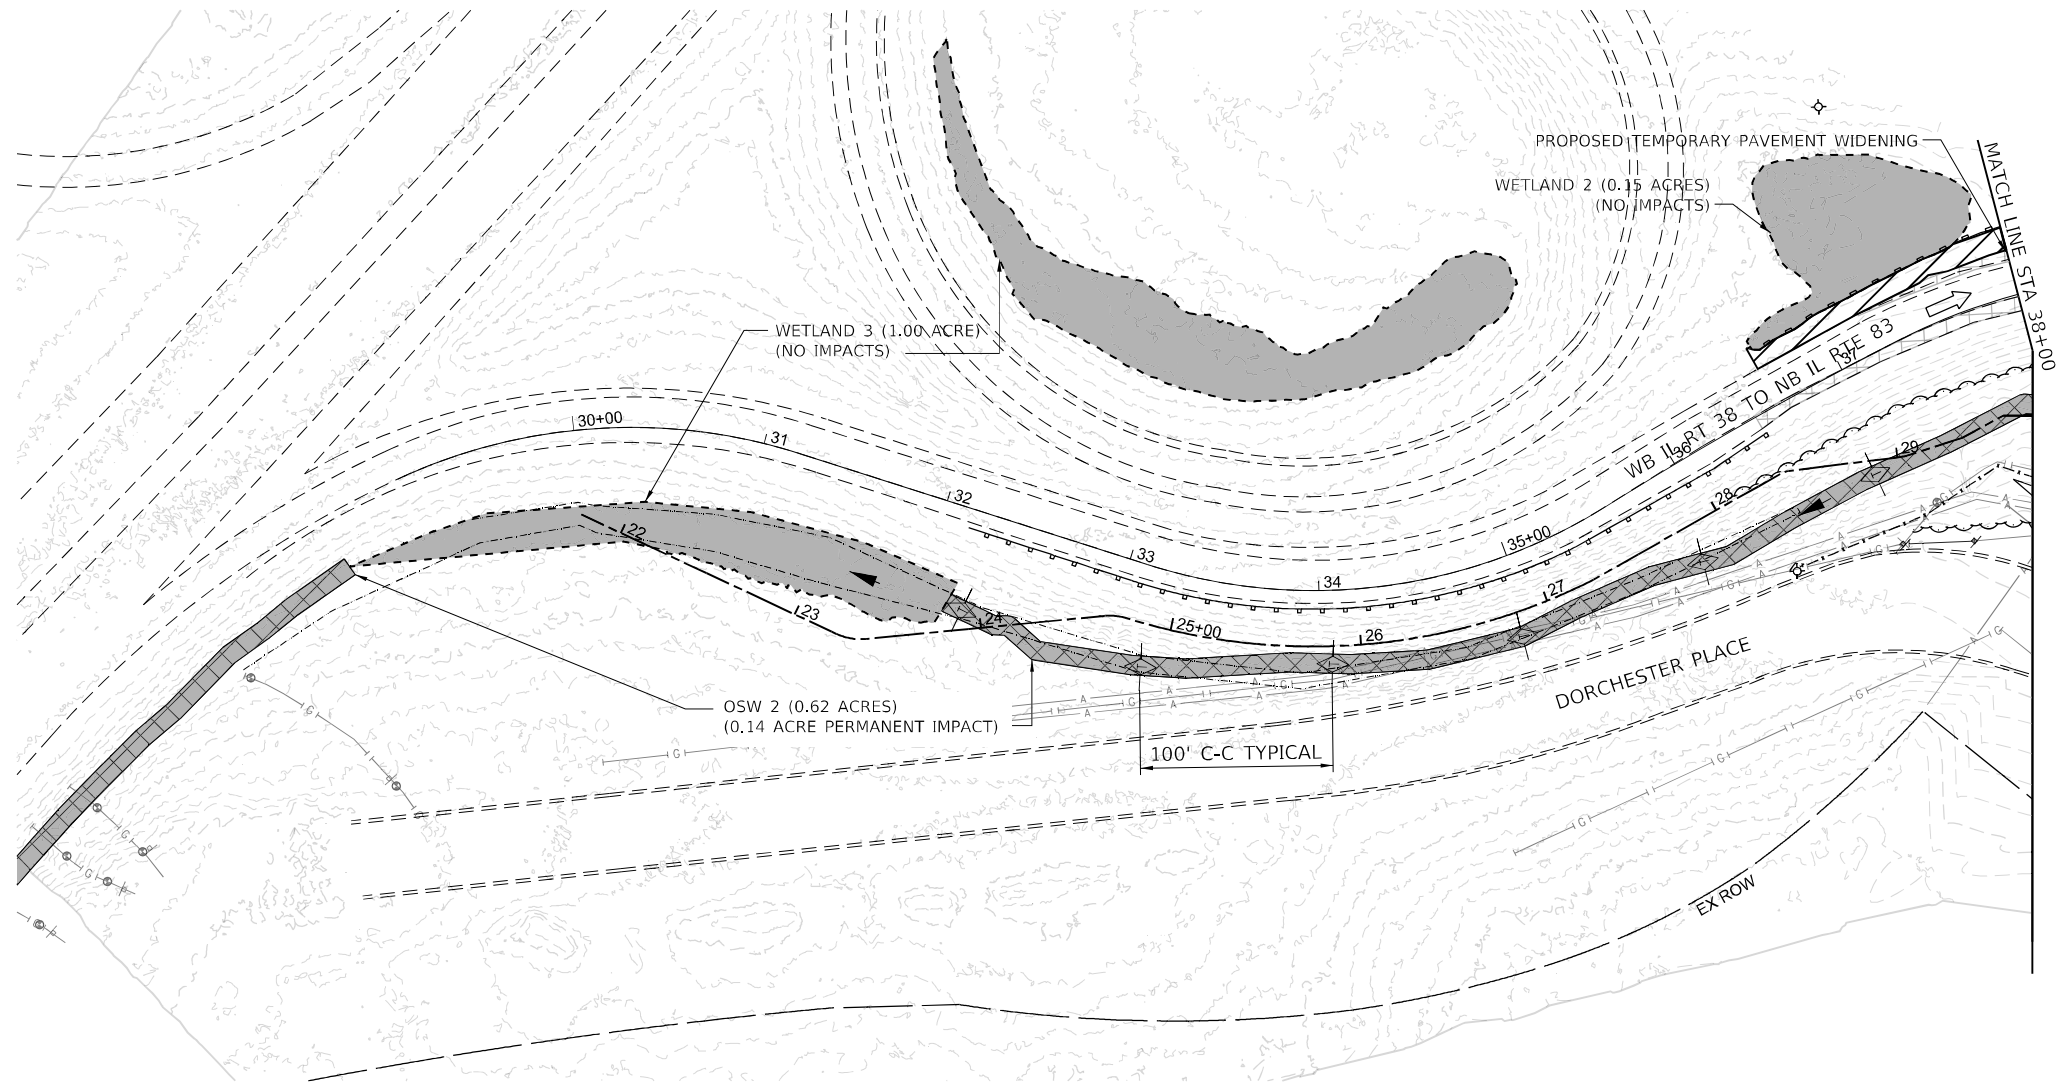 PROPOSED TEMPORARY PAVEMENT WIDENING
MATCH LINE STA 38+00
WETLAND 2 (0.15 ACRES)
(NO IMPACTS)
WETLAND 3 (1.00 ACRE)
(NO IMPACTS)
WB IL RT 38 TO NB IL RTE 83
30+00
31
32
33
34
35+00
36
37
22
23
24
25+00
26
27
28
29
OSW 2 (0.62 ACRES)
(0.14 ACRE PERMANENT IMPACT)
100' C-C TYPICAL
DORCHESTER PLACE
EX ROW